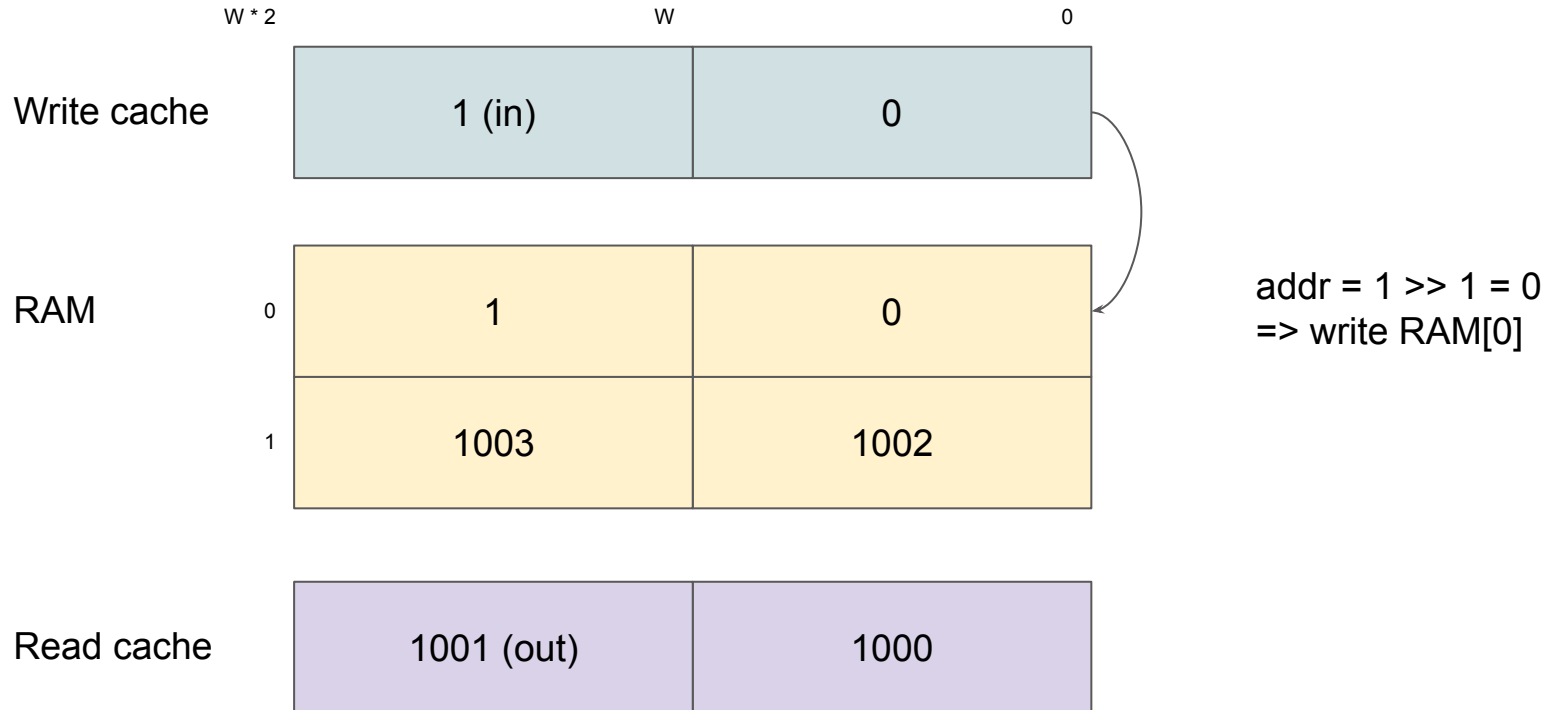 W * 2 W 0
Write cache 1 (in) 0
RAM 0 1 0
addr = 1 >> 1 = 0
=> write RAM[0]
1 1003 1002
Read cache 1001 (out) 1000